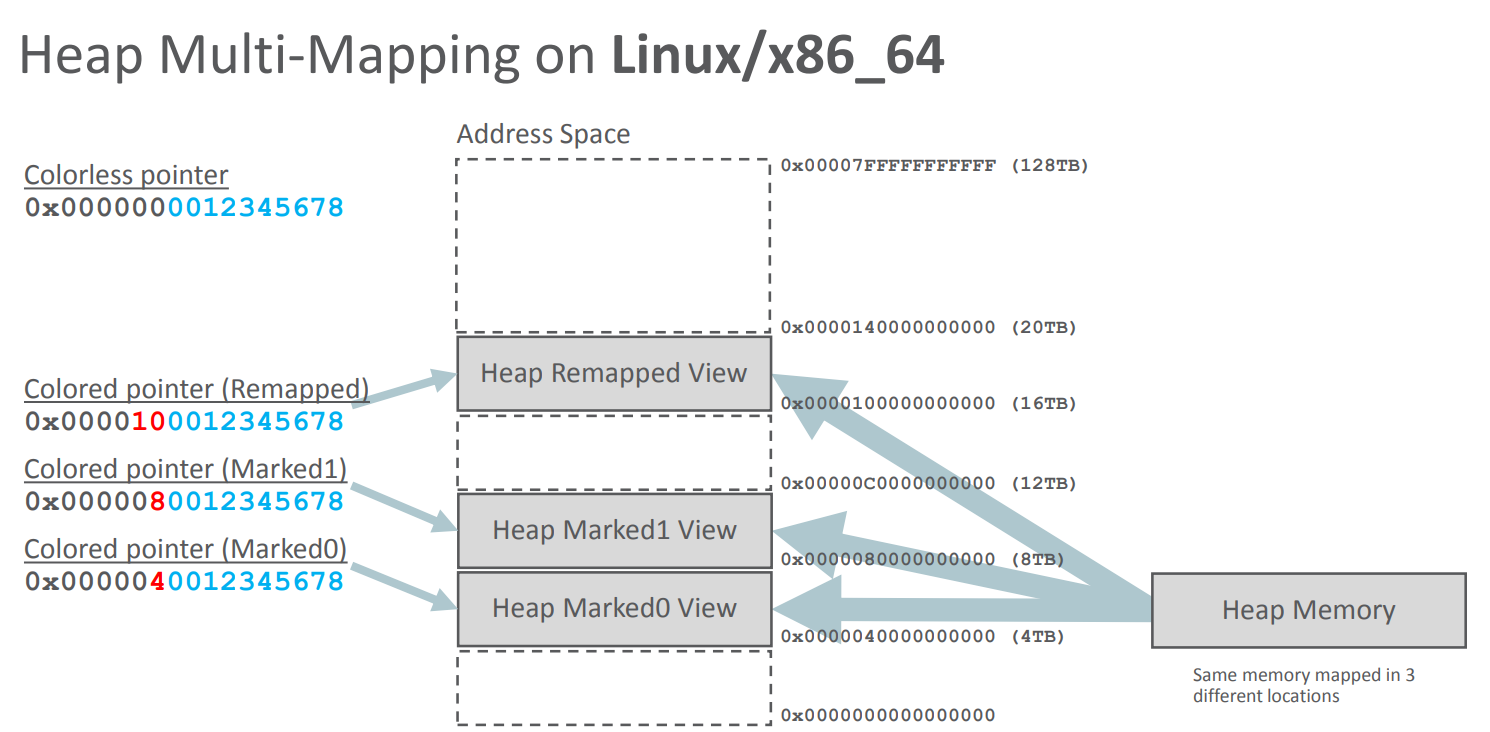 Heap Multi-Mapping on Linux/x86_64
Address Space
0x00007FFFFFFFFFFF (128TB)
Colorless pointer
0x0000000012345678
0x0000140000000000 (20TB)
Heap Remapped View
Colored pointer (Remapped)
0x0000100012345678
0x0000100000000000 (16TB)
Colored pointer (Marked1)
0x0000080012345678
0x00000C0000000000 (12TB)
Heap Marked1 View
Colored pointer (Marked0)
0x0000040012345678
0x0000080000000000 (8TB)
Heap Marked0 View
Heap Memory
0x0000040000000000 (4TB)
Same memory mapped in 3
different locations
0x0000000000000000